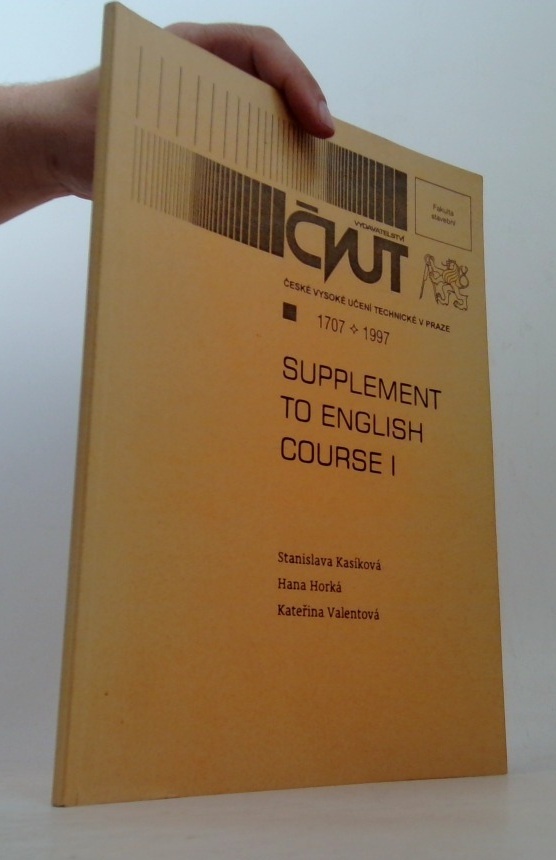 Fakulta
stavební
VYDAVATELSTVÍ
ČVUT
ČESKÉ VYSOKÉ UČENÍ TECHNICKÉ V PRAZE
1707 ✧ 1997
SUPPLEMENT
TO ENGLISH
COURSE I
Stanislava Kasíková
Hana Horká
Kateřina Valentová